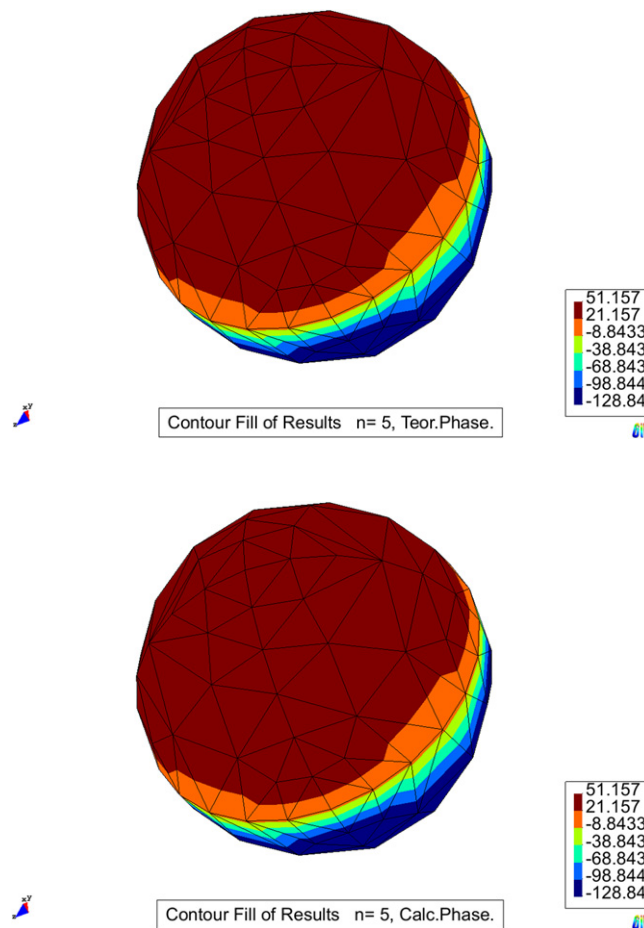 51.157
21.157
-8.8433
-38.843
-68.843
-98.844
-128.84
x y
z
Contour Fill of Results n= 5, Teor.Phase.
51.157
21.157
-8.8433
-38.843
-68.843
-98.844
-128.84
x y
z
Contour Fill of Results n= 5, Calc.Phase.